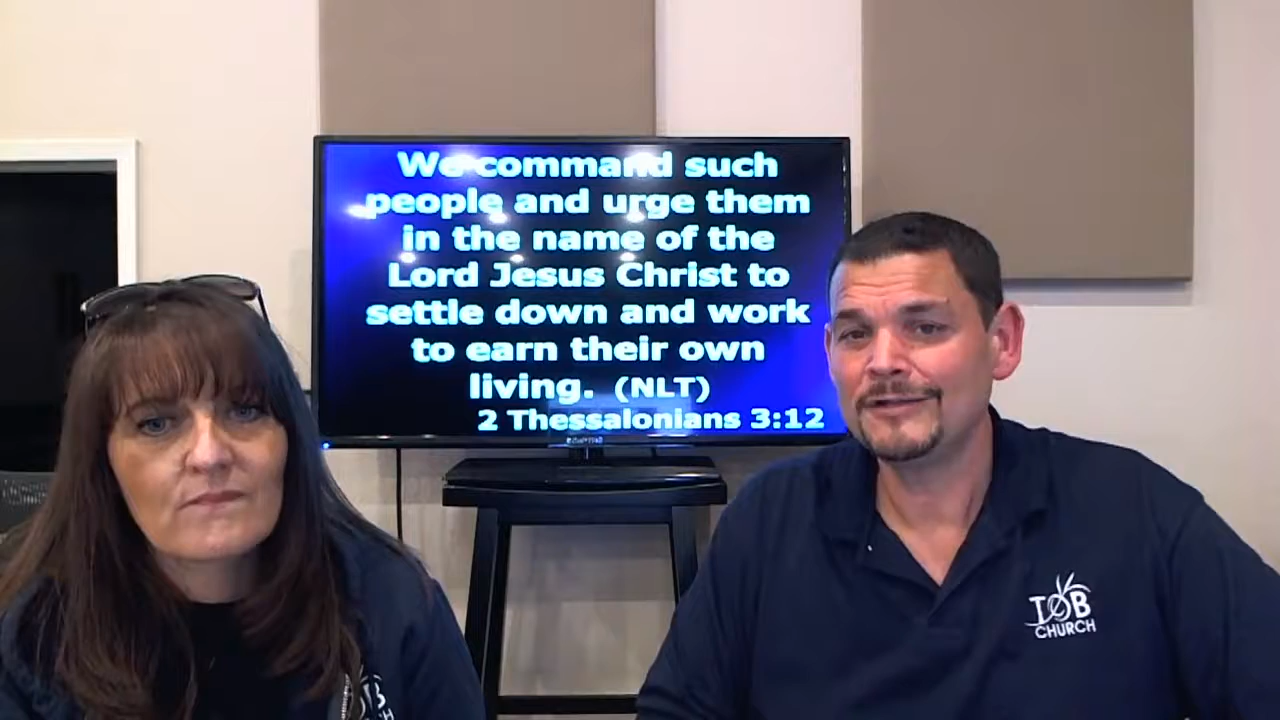 We command such
people and urge them
in the name of the
Lord Jesus Christ to
settle down and work
to earn their own
living. (NLT)
2 Thessalonians 3:12
TOB
CHURCH